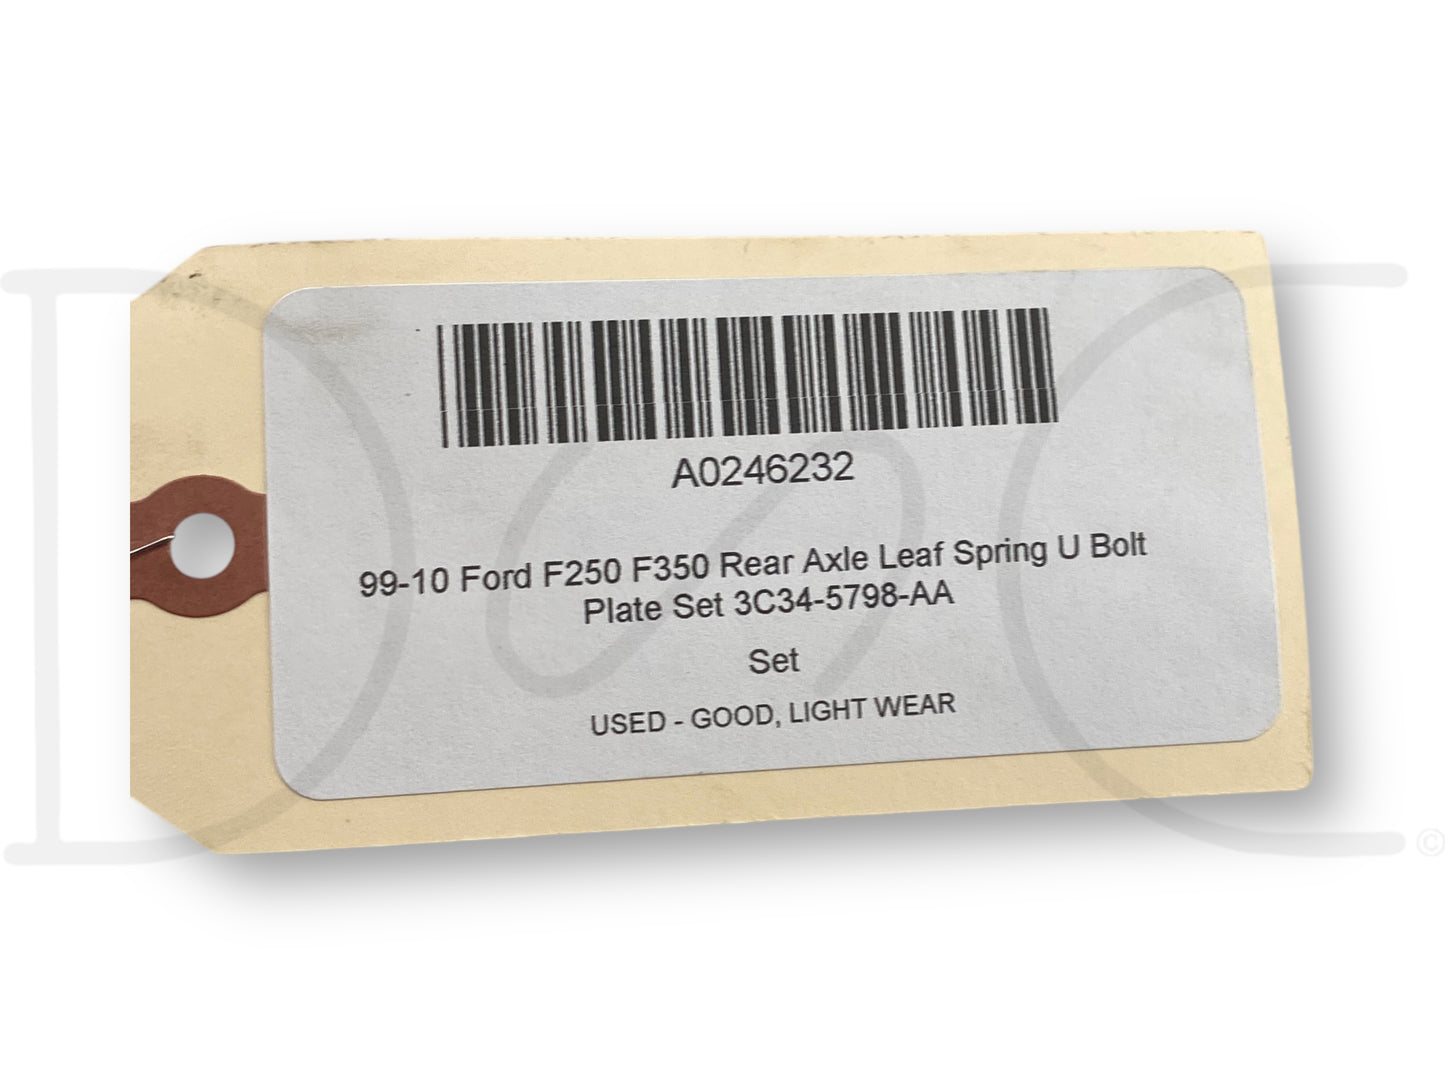 A0246232
99-10 Ford F250 F350 Rear Axle Leaf Spring U Bolt
Plate Set 3C34-5798-AA
Set
USED - GOOD, LIGHT WEAR
©